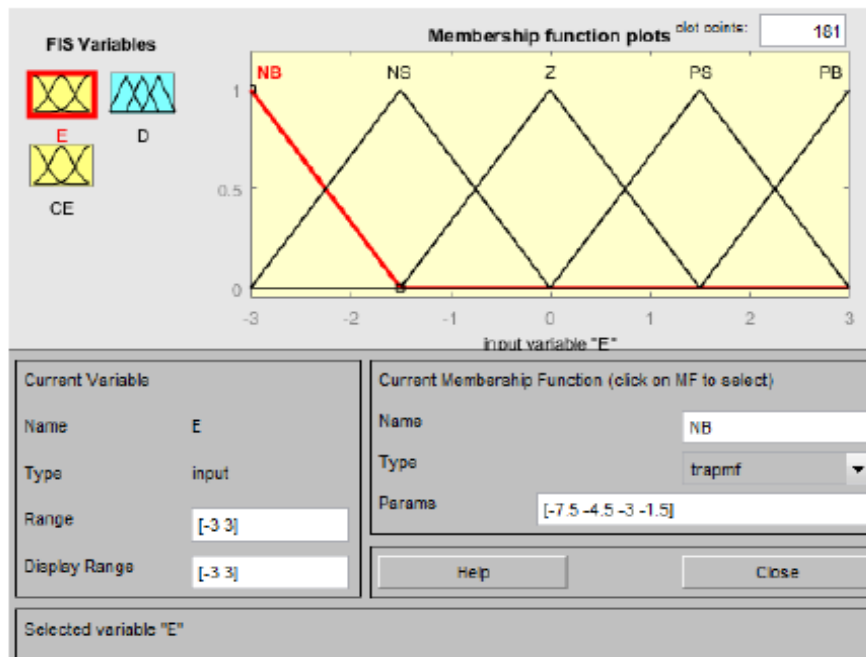 FIS Variables
E
D
CE
Membership function plots
plot points:
181
NB
NS
Z
PS
PB
1
0.5
0
-3
-2
-1
0
1
2
3
input variable "E"
Current Variable
Name
E
Type
input
Range
[-3 3]
Display Range
[-3 3]
Current Membership Function (click on MF to select)
Name
NB
Type
trapmf
Params
[-7.5 -4.5 -3 -1.5]
Help
Close
Selected variable "E"